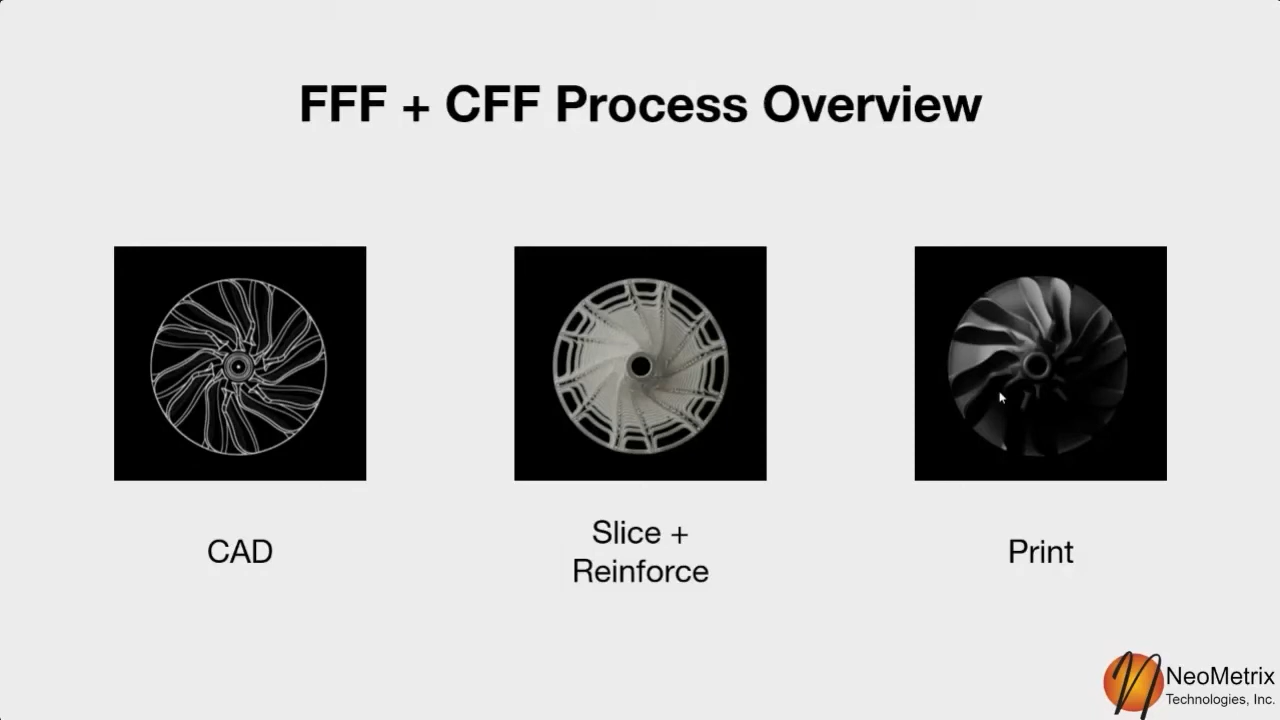 FFF + CFF Process Overview
CAD
Slice +
Reinforce
Print
NeoMetrix
Technologies, Inc.